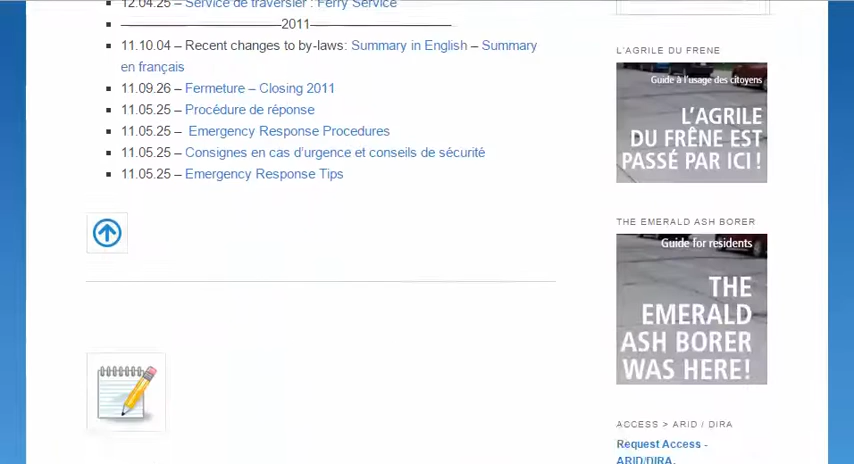 12.04.25 – Service de traversier : Ferry Service
2011
11.10.04 – Recent changes to by-laws: Summary in English – Summary
en français
11.09.26 – Fermeture – Closing 2011
11.05.25 – Procédure de réponse
11.05.25 – Emergency Response Procedures
11.05.25 – Consignes en cas d'urgence et conseils de sécurité
11.05.25 – Emergency Response Tips
L'AGRILE DU FRENE
Guide à l'usage des citoyens
L'AGRILE
DU FRÊNE EST
PASSÉ PAR ICI !
THE EMERALD ASH BORER
Guide for residents
THE
EMERALD
ASH BORER
WAS HERE!
ACCESS > ARID / DIRA
Request Access -
ARID/DIRA.